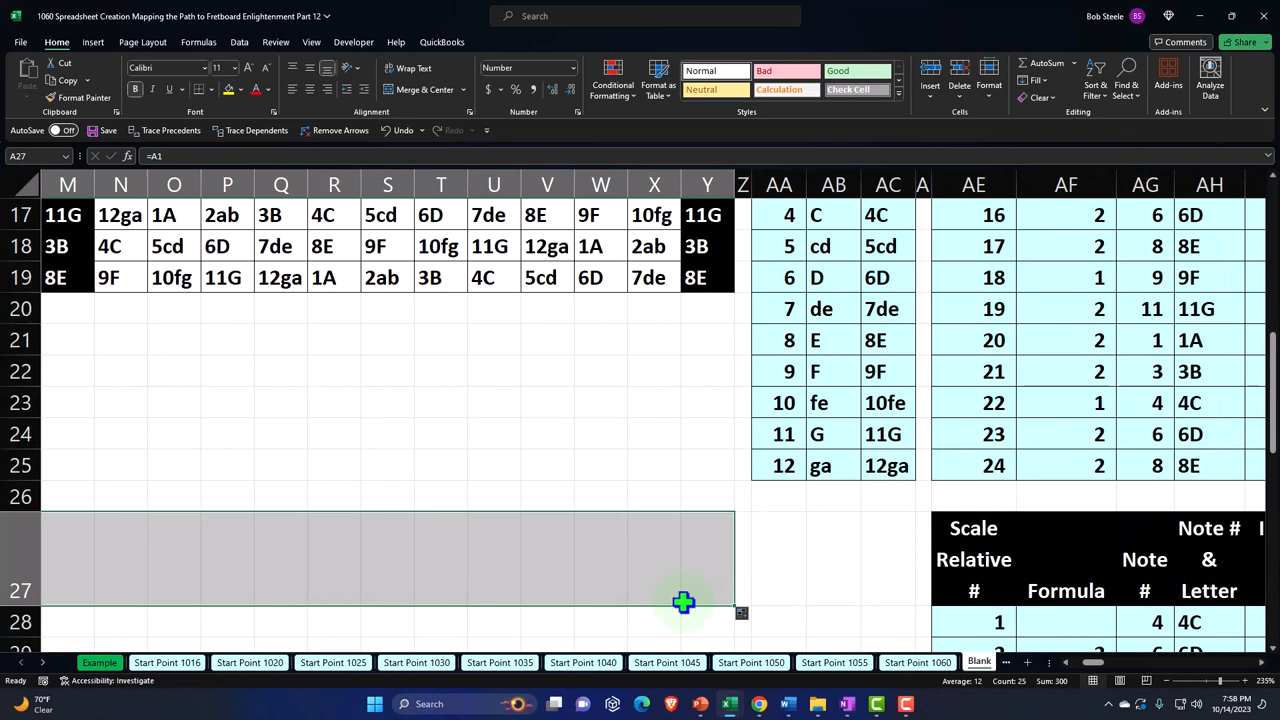 1060 Spreadsheet Creation Mapping the Path to Fretboard Enlightenment Part 12
Search
Bob Steele BS
File Home Insert Page Layout Formulas Data Review View Developer Help QuickBooks
Comments Share
Paste Cut Copy Format Painter Clipboard
Calibri 11 B I U Font
Wrap Text Merge & Center Alignment
Number $ % Number
Conditional Formatting Format as Table
Normal Bad Good
Neutral Calculation Check Cell
Styles
Insert Delete Format Cells
AutoSum Fill Clear Sort & Filter Find & Select Editing
Add-ins Add-ins
Analyze Data
AutoSave Off Save Trace Precedents Trace Dependents Remove Arrows Undo Redo
A27 fx =A1
M N O P Q R S T U V W X Y Z AA AB AC A AE AF AG AH
17 11G 12ga 1A 2ab 3B 4C 5cd 6D 7de 8E 9F 10fg 11G 4 C 4C 16 2 6 6D
18 3B 4C 5cd 6D 7de 8E 9F 10fg 11G 12ga 1A 2ab 3B 5 cd 5cd 17 2 8 8E
19 8E 9F 10fg 11G 12ga 1A 2ab 3B 4C 5cd 6D 7de 8E 6 D 6D 18 1 9 9F
20 7 de 7de 19 2 11 11G
21 8 E 8E 20 2 1 1A
22 9 F 9F 21 2 3 3B
23 10 fe 10fe 22 1 4 4C
24 11 G 11G 23 2 6 6D
25 12 ga 12ga 24 2 8 8E
26
27 Scale Relative # Formula Note # Note # & Letter
28 1 4 4C
Example Start Point 1016 Start Point 1020 Start Point 1025 Start Point 1030 Start Point 1035 Start Point 1040 Start Point 1045 Start Point 1050 Start Point 1055 Start Point 1060 Blank
Ready Accessibility: Investigate Average: 12 Count: 25 Sum: 300 235%
70°F Clear Search 7:58 PM 10/14/2023